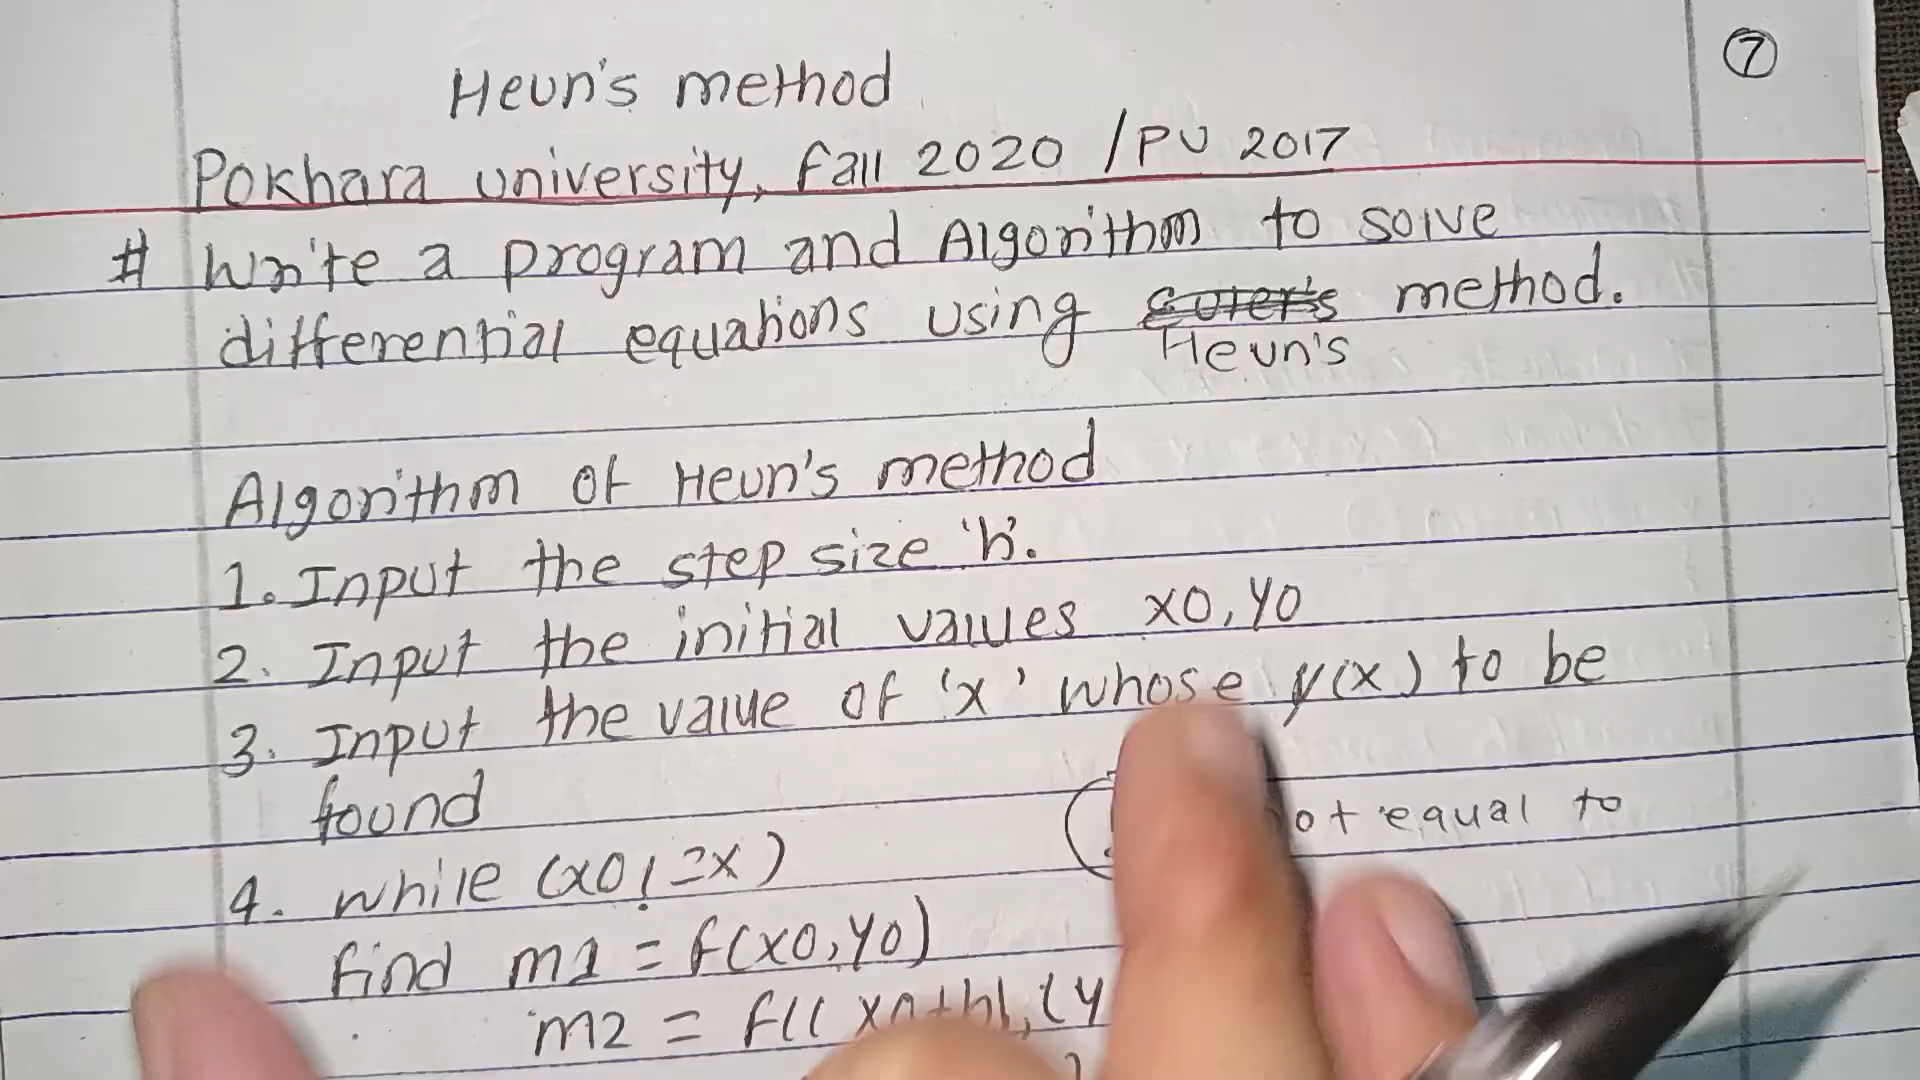 7
Heun's method
Pokhara university, Fall 2020 / PU 2017
# Write a program and Algorithm to solve
differential equations using Euler's method.
Heun's
Algorithm of Heun's method
1. Input the step size 'h'.
2. Input the initial values x0, y0
3. Input the value of 'x' whose y(x) to be
found
ot equal to
4. while (x0!=x)
find m1 = f(x0,y0)
m2 = f((x0+h),(y